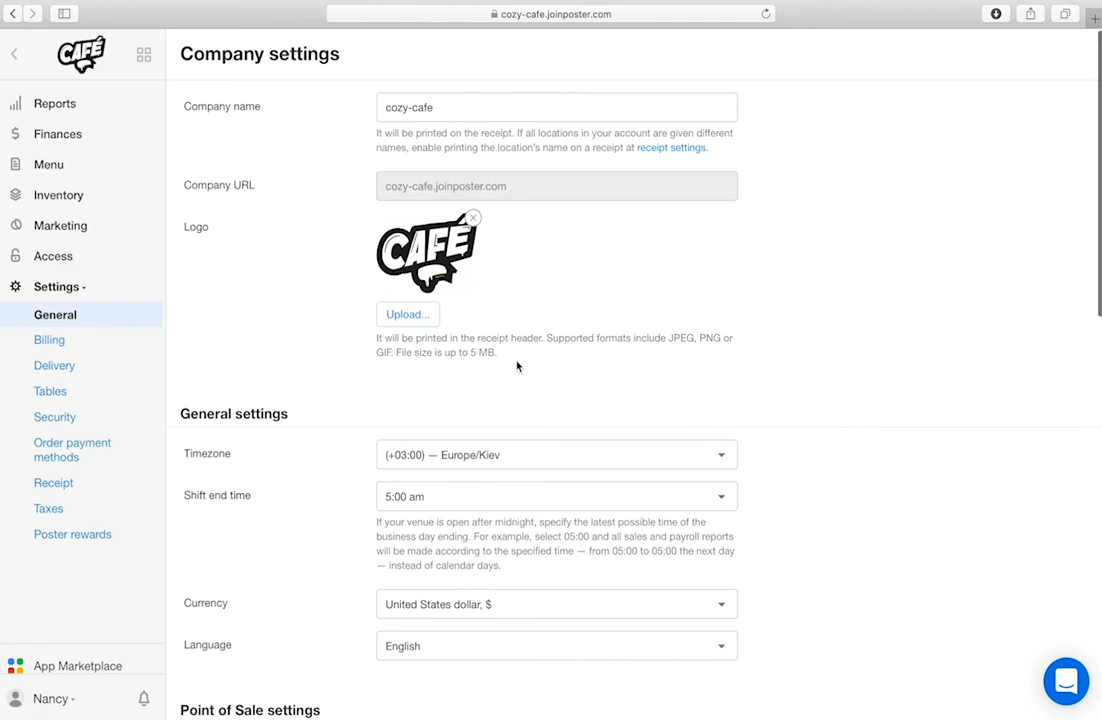 cozy-cafe.joinposter.com
CAFÉ
Company settings
Reports
Finances
Menu
Inventory
Marketing
Access
Settings
General
Billing
Delivery
Tables
Security
Order payment
methods
Receipt
Taxes
Poster rewards
App Marketplace
Nancy
Company name
cozy-cafe
It will be printed on the receipt. If all locations in your account are given different
names, enable printing the location's name on a receipt at receipt settings.
Company URL
cozy-cafe.joinposter.com
Logo
CAFÉ
Upload...
It will be printed in the receipt header. Supported formats include JPEG, PNG or
GIF. File size is up to 5 MB.
General settings
Timezone
(+03:00) — Europe/Kiev
Shift end time
5:00 am
If your venue is open after midnight, specify the latest possible time of the
business day ending. For example, select 05:00 and all sales and payroll reports
will be made according to the specified time — from 05:00 to 05:00 the next day
— instead of calendar days.
Currency
United States dollar, $
Language
English
Point of Sale settings